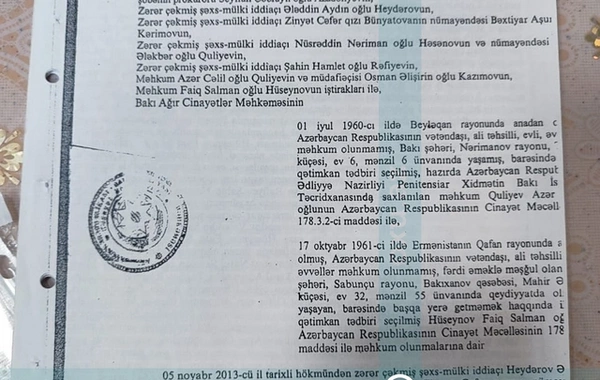 Zərər çəkmiş şəxs-mülki iddiaçı Ələddin Aydın oğlu Heydərovun,
Zərər çəkmiş şəxs-mülki iddiaçı Zinyət Cəfər qızı Bünyatovanın nümayəndəsi Bəxtiyar Aşur
Kərimovun,
Zərər çəkmiş şəxs-mülki iddiaçı Nüsrəddin Nəriman oğlu Həsənovun və nümayəndəsi
Ələkbər oğlu Quliyevin,
Zərər çəkmiş şəxs-mülki iddiaçı Şahin Hamlet oğlu Rəfiyevin,
Məhkum Azər Cəlil oğlu Quliyevin və müdafiəçisi Osman Əlişirin oğlu Kazımovun,
Məhkum Faiq Salman oğlu Hüseynovun iştirakları ilə,
Bakı Ağır Cinayətlər Məhkəməsinin
01 iyul 1960-cı ildə Beyləqan rayonunda anadan
Azərbaycan Respublikasının vətəndaşı, ali təhsilli, evli, əv
məhkum olunmamış, Bakı şəhəri, Nərimanov rayonu,
küçəsi, ev 6, mənzil 6 ünvanında yaşamış, barəsində
qətimkan tədbiri seçilmiş, hazırda Azərbaycan Respub
Ədliyyə Nazirliyi Penitensiar Xidmətin Bakı İs
Təcridxanasında saxlanılan məhkum Quliyev Azər
oğlunun Azərbaycan Respublikasının Cinayət Məcəll
178.3.2-ci maddəsi ilə,
17 oktyabr 1961-ci ildə Ermənistanın Qafan rayonunda a
olmuş, Azərbaycan Respublikasının vətəndaşı, ali təhsilli
əvvəllər məhkum olunmamış, fərdi əməklə məşğul olan
şəhəri, Sabunçu rayonu, Bakıxanov qəsəbəsi, Mahir Ə
küçəsi, ev 32, mənzil 55 ünvanında qeydiyyatda ol
yaşayan, barəsində başqa yerə getməmək haqqında i
qətimkan tədbiri seçilmiş Hüseynov Faiq Salman oğ
Azərbaycan Respublikasının Cinayət Məcəlləsinin 178
maddəsi ilə məhkum olunmalarına dair
05 noyabr 2013-cü il tarixli hökmündən zərər çəkmiş şəxs-mülki iddiaçı Heydərov Ə